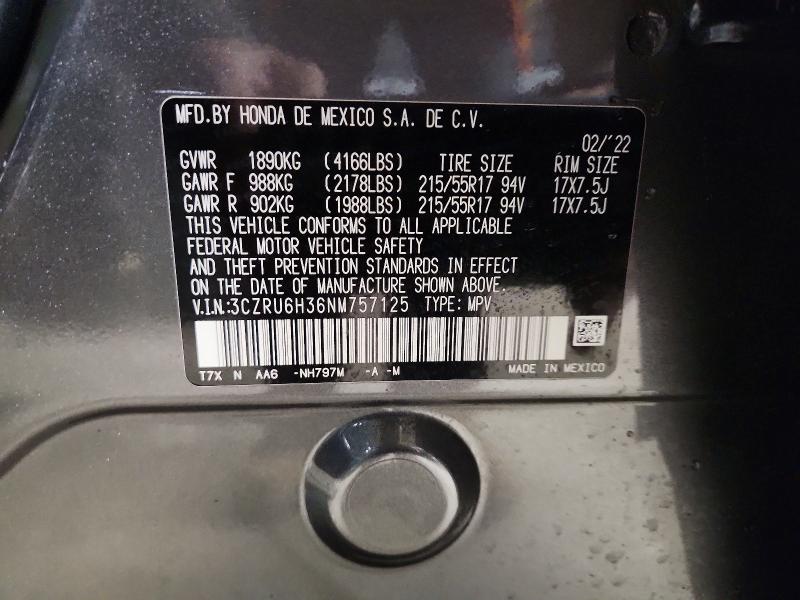 MFD.BY HONDA DE MEXICO S.A. DE C.V.
02/'22
GVWR 1890KG (4166LBS) TIRE SIZE RIM SIZE
GAWR F 988KG (2178LBS) 215/55R17 94V 17X7.5J
GAWR R 902KG (1988LBS) 215/55R17 94V 17X7.5J
THIS VEHICLE CONFORMS TO ALL APPLICABLE
FEDERAL MOTOR VEHICLE SAFETY
AND THEFT PREVENTION STANDARDS IN EFFECT
ON THE DATE OF MANUFACTURE SHOWN ABOVE.
V.I.N.:3CZRU6H36NM757125 TYPE: MPV
T7X N AA6 -NH797M -A -M MADE IN MEXICO